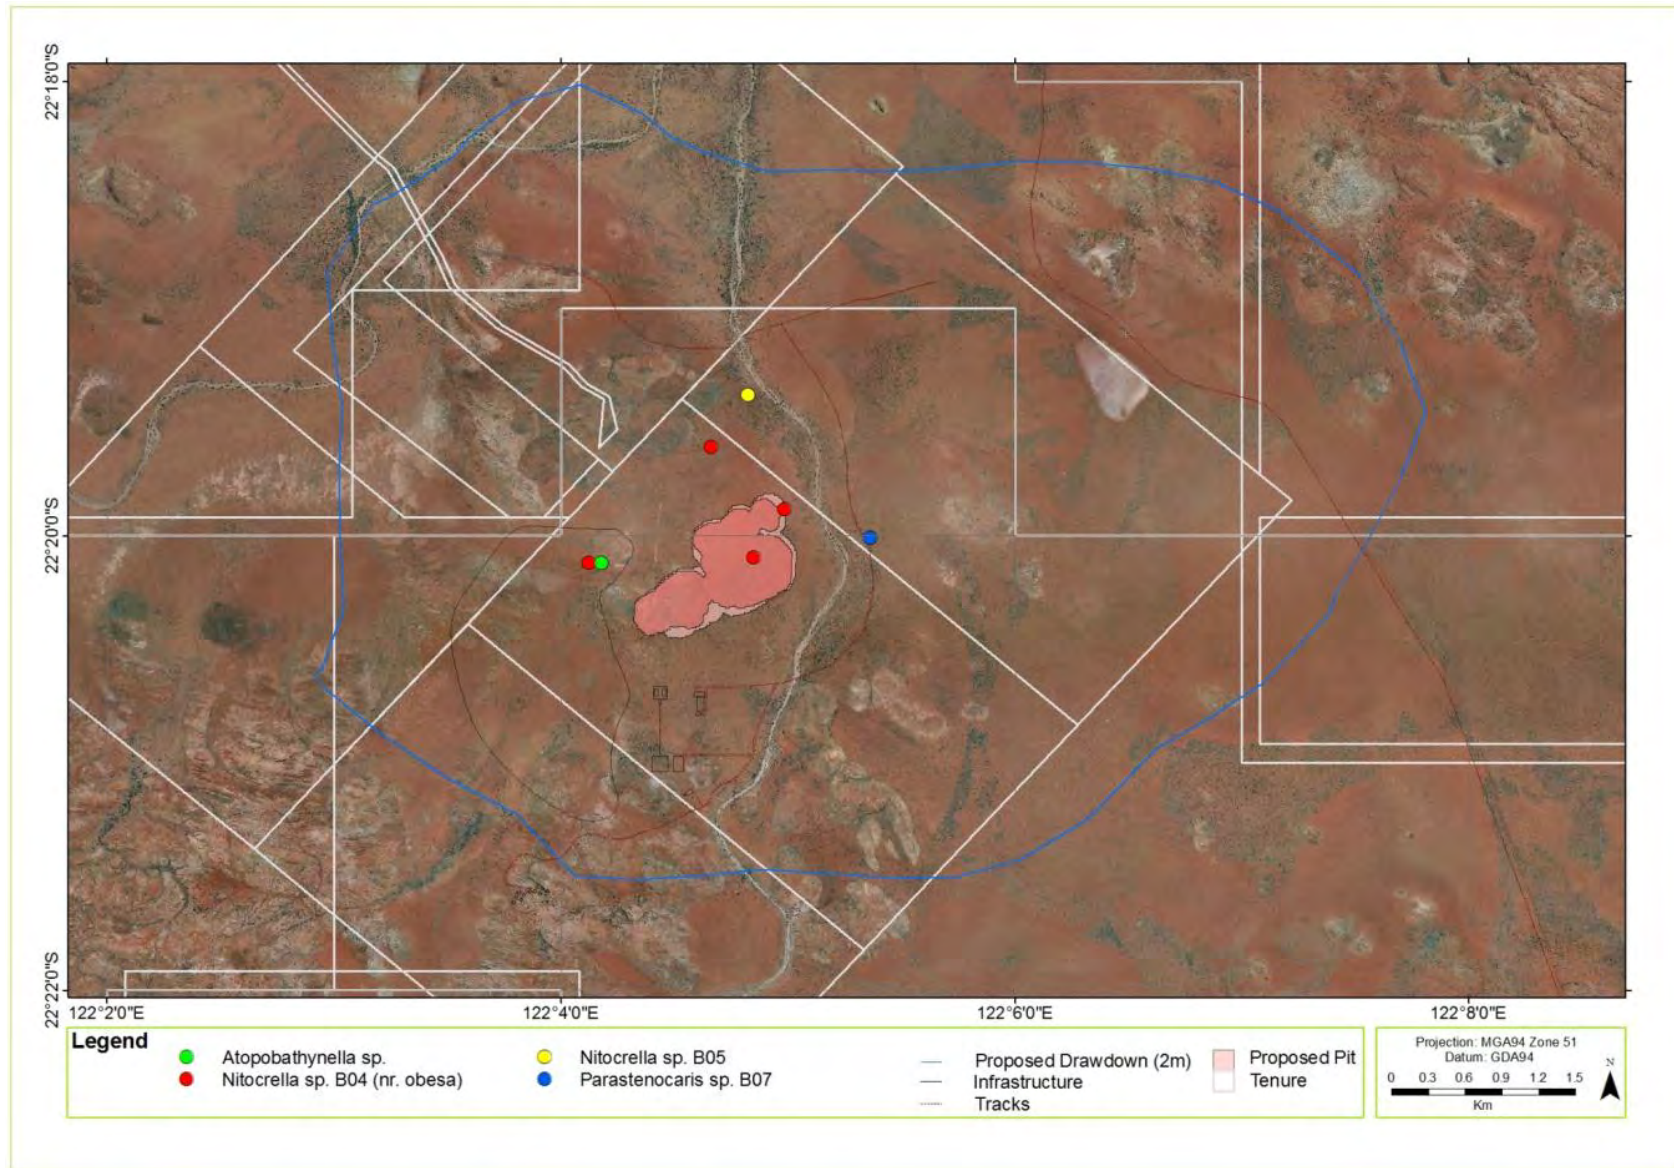 22°18'0"S
22°20'0"S
22°22'0"S
122°2'0"E
122°4'0"E
122°6'0"E
122°8'0"E
Legend
Atopobathynella sp.
Nitocrella sp. B04 (nr. obesa)
Nitocrella sp. B05
Parastenocaris sp. B07
Proposed Drawdown (2m)
Infrastructure
Tracks
Proposed Pit
Tenure
Projection: MGA94 Zone 51
Datum: GDA94
N
0 0.3 0.6 0.9 1.2 1.5
Km